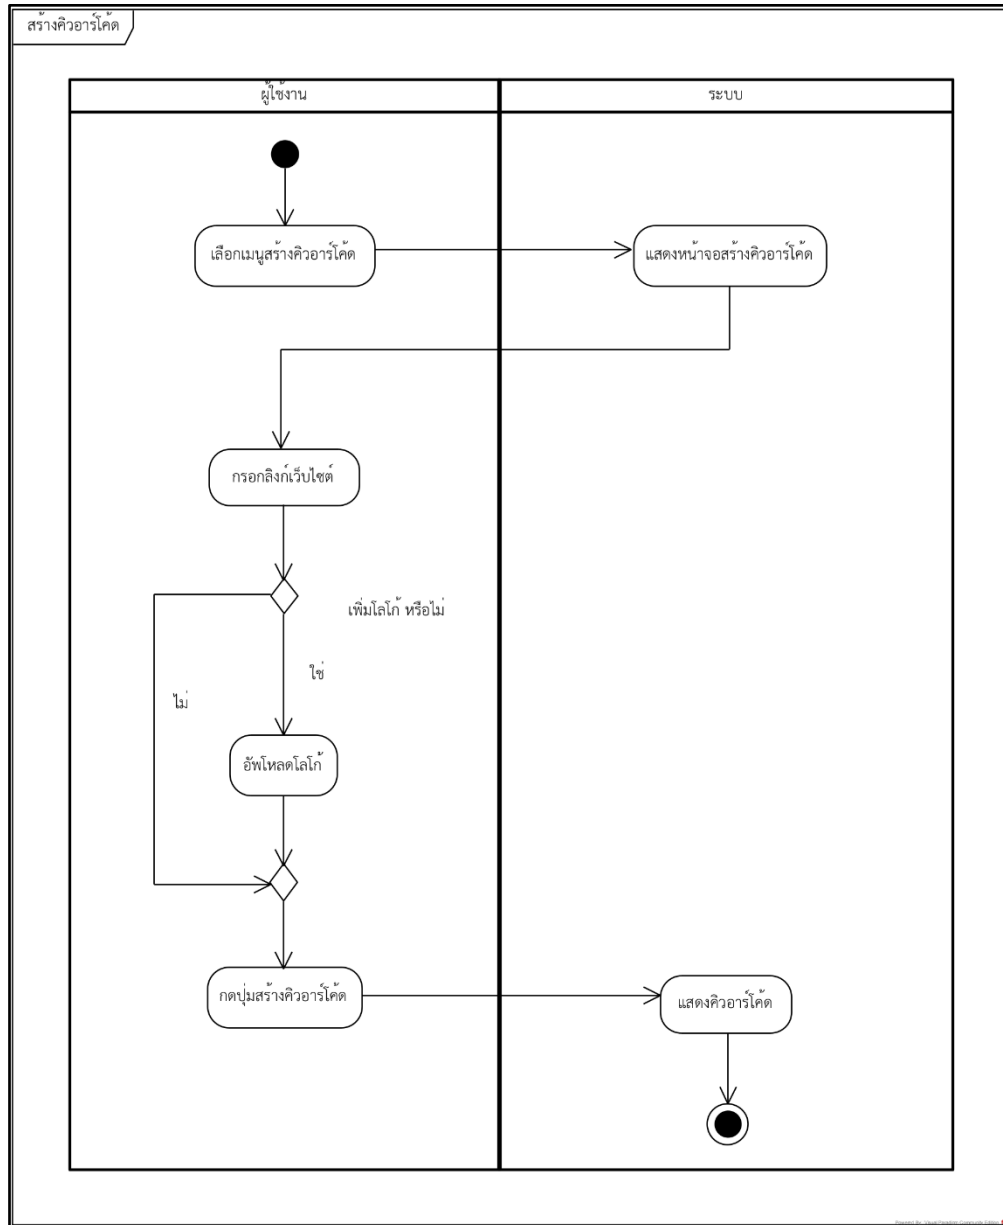 สร้างคิวอาร์โค้ด
ผู้ใช้งาน
ระบบ
เลือกเมนูสร้างคิวอาร์โค้ด
แสดงหน้าจอสร้างคิวอาร์โค้ด
กรอกลิงก์เว็บไซต์
เพิ่มโลโก้ หรือไม่
ใช่
ไม่
อัพโหลดโลโก้
กดปุ่มสร้างคิวอาร์โค้ด
แสดงคิวอาร์โค้ด
Powered By Visual Paradigm Community Edition